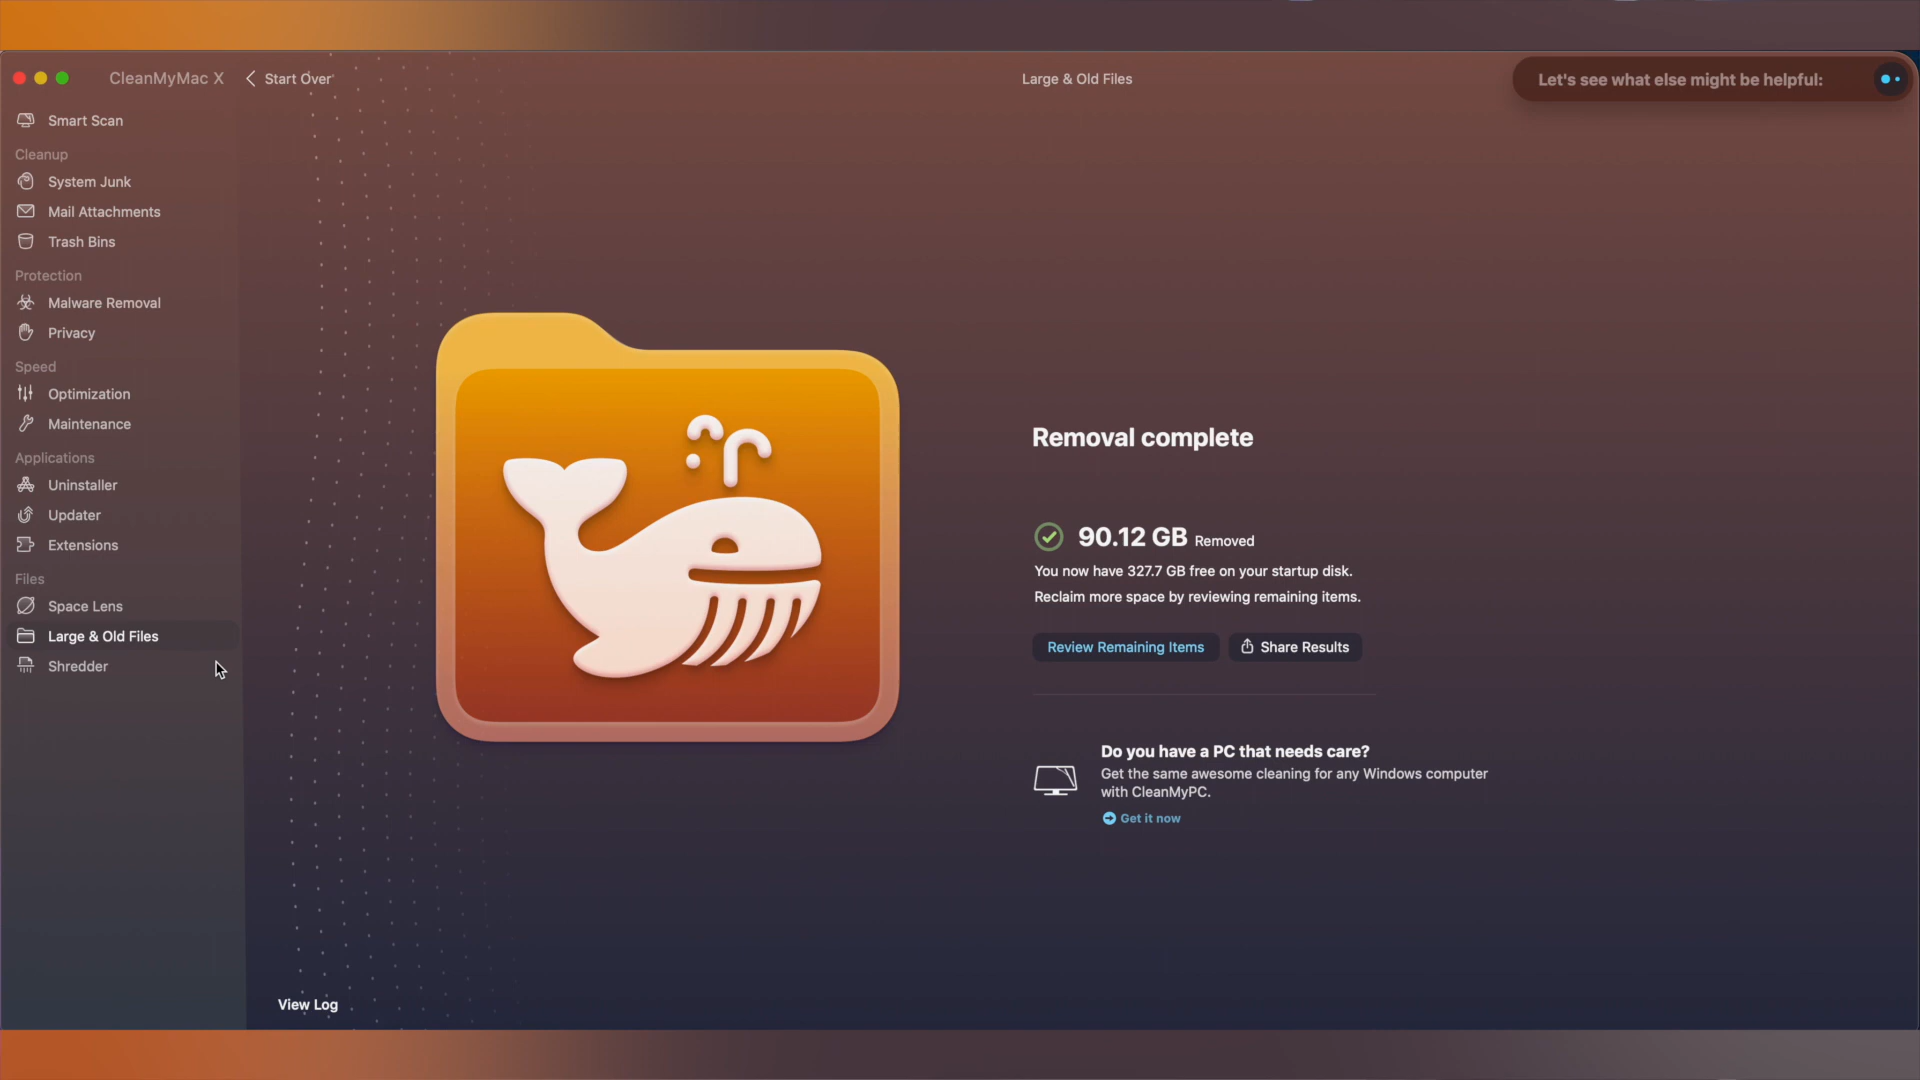 CleanMyMac X
Start Over
Large & Old Files
Let's see what else might be helpful:
Smart Scan
Cleanup
System Junk
Mail Attachments
Trash Bins
Protection
Malware Removal
Privacy
Speed
Optimization
Maintenance
Applications
Uninstaller
Updater
Extensions
Files
Space Lens
Large & Old Files
Shredder
Removal complete
90.12 GB Removed
You now have 327.7 GB free on your startup disk.
Reclaim more space by reviewing remaining items.
Review Remaining Items
Share Results
Do you have a PC that needs care?
Get the same awesome cleaning for any Windows computer
with CleanMyPC.
Get it now
View Log